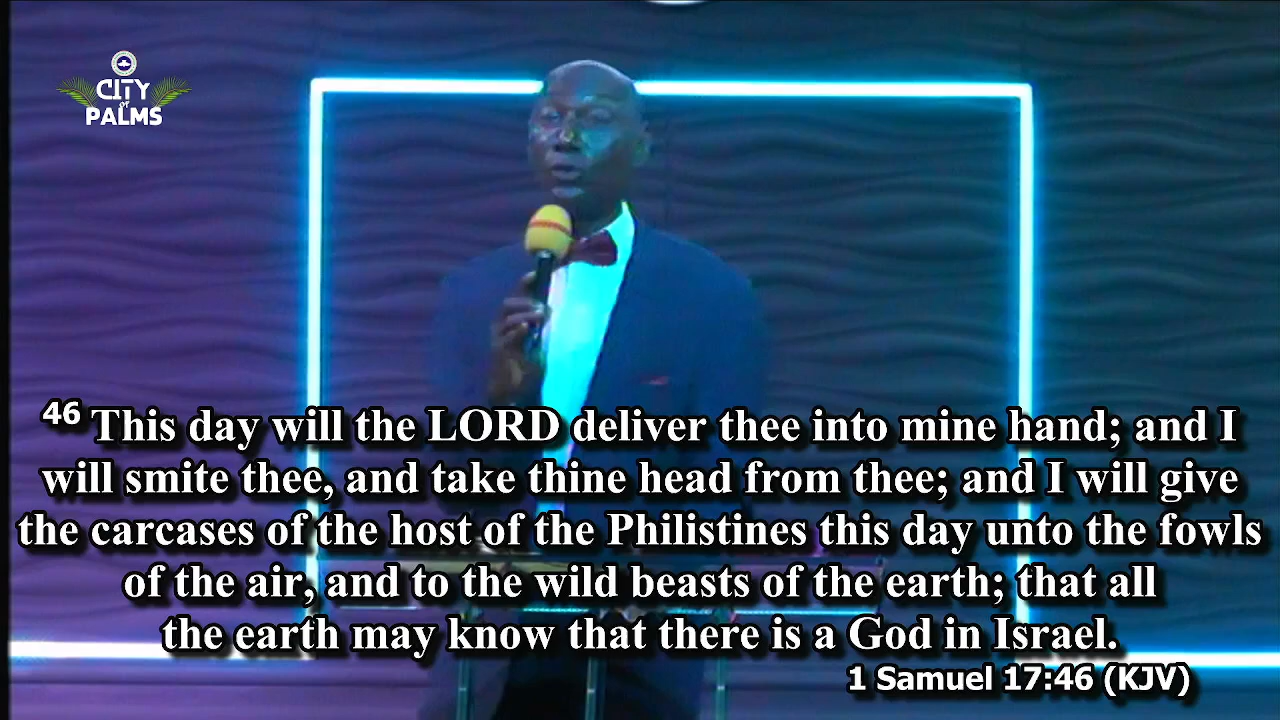 CITY
of
PALMS
46 This day will the LORD deliver thee into mine hand; and I
will smite thee, and take thine head from thee; and I will give
the carcases of the host of the Philistines this day unto the fowls
of the air, and to the wild beasts of the earth; that all
the earth may know that there is a God in Israel.
1 Samuel 17:46 (KJV)